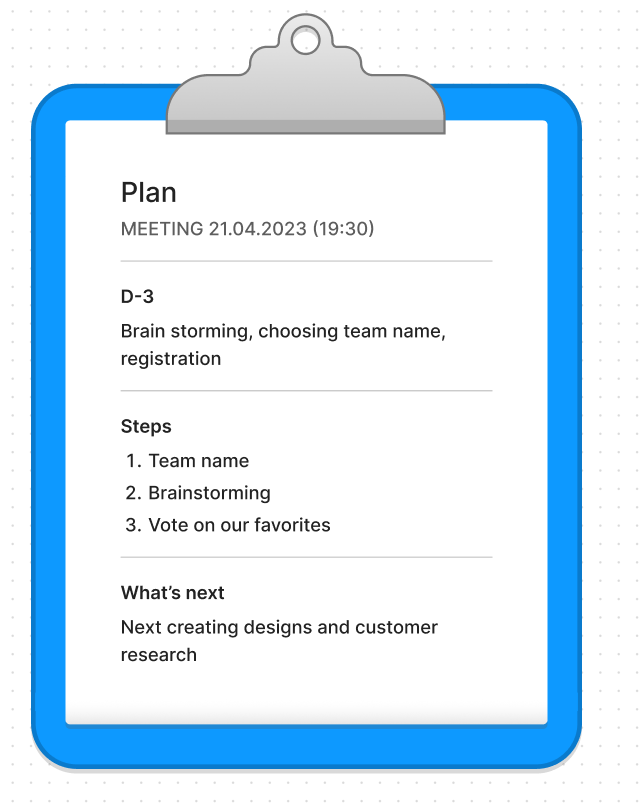 Plan
MEETING 21.04.2023 (19:30)
D-3
Brain storming, choosing team name,
registration
Steps
1. Team name
2. Brainstorming
3. Vote on our favorites
What’s next
Next creating designs and customer
research